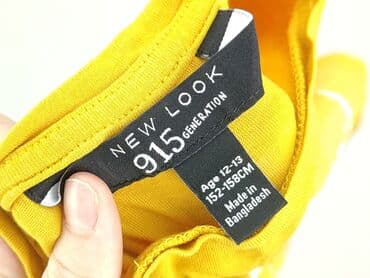 NEW LOOK
915
GENERATION
Age 12-13
152-158CM
Made in
Bangladesh